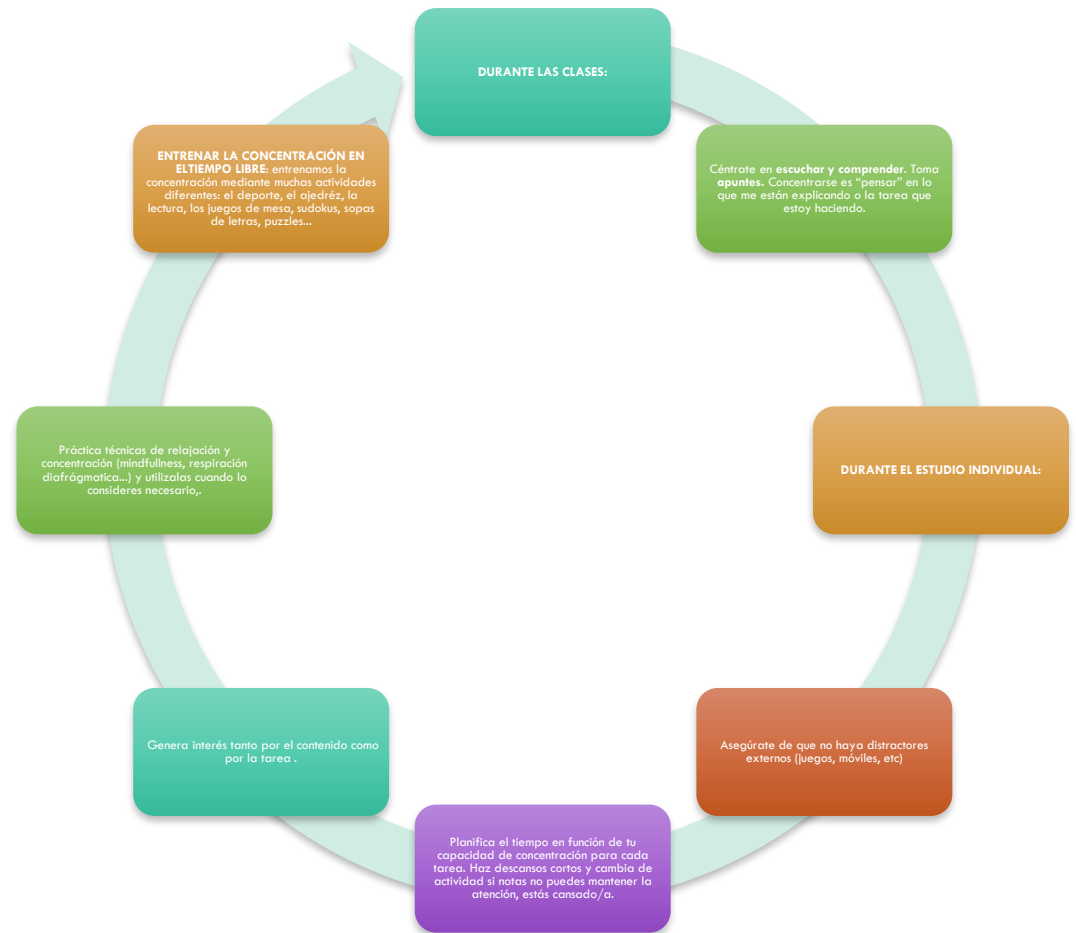 DURANTE LAS CLASES:
Céntrate en escuchar y comprender. Toma
apuntes. Concentrarse es “pensar” en lo
que me están explicando o la tarea que
estoy haciendo.
DURANTE EL ESTUDIO INDIVIDUAL:
Asegúrate de que no haya distractores
externos (juegos, móviles, etc)
Planifica el tiempo en función de tu
capacidad de concentración para cada
tarea. Haz descansos cortos y cambia de
actividad si notas no puedes mantener la
atención, estás cansado/a.
Genera interés tanto por el contenido como
por la tarea .
Práctica técnicas de relajación y
concentración (mindfullness, respiración
diafrágmatica...) y utilizalas cuando lo
consideres necesario,.
ENTRENAR LA CONCENTRACIÓN EN
ELTIEMPO LIBRE: entrenamos la
concentración mediante muchas actividades
diferentes: el deporte, el ajedréz, la
lectura, los juegos de mesa, sudokus, sopas
de letras, puzzles...